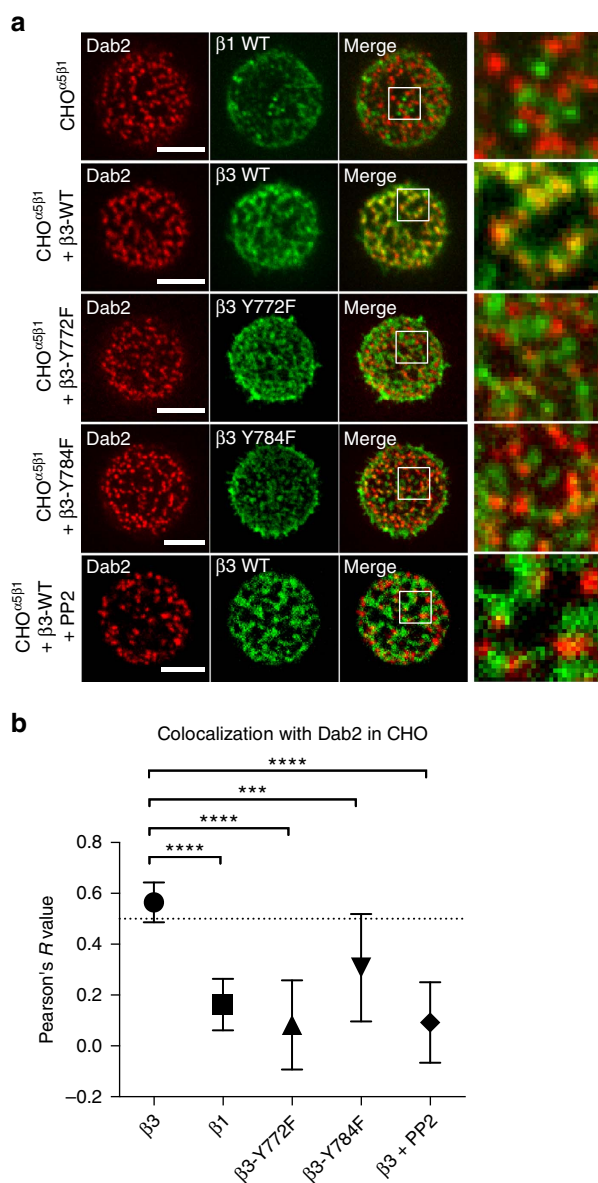 a
CHOα5β1
Dab2 β1 WT Merge
CHOα5β1
+ β3-WT
Dab2 β3 WT Merge
CHOα5β1
+ β3-Y772F
Dab2 β3 Y772F Merge
CHOα5β1
+ β3-Y784F
Dab2 β3 Y784F Merge
CHOα5β1
+ β3-WT
+ PP2
Dab2 β3 WT Merge
b
Colocalization with Dab2 in CHO
****
***
****
****
Pearson's R value
0.8
0.6
0.4
0.2
0.0
−0.2
β3 β1 β3-Y772F β3-Y784F β3 + PP2